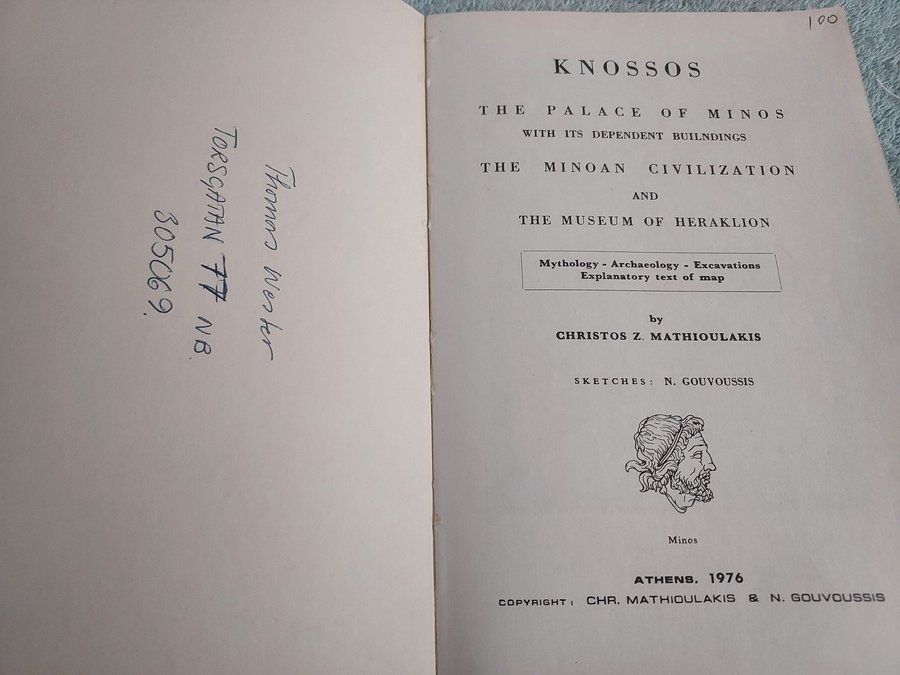 Thomas Wester
TORSGATAN 77 NB.
305069.
100
KNOSSOS
THE PALACE OF MINOS
WITH ITS DEPENDENT BUILNDINGS
THE MINOAN CIVILIZATION
AND
THE MUSEUM OF HERAKLION
Mythology - Archaeology - Excavations
Explanatory text of map
by
CHRISTOS Z. MATHIOULAKIS
SKETCHES: N. GOUVOUSSIS
Minos
ATHENS, 1976
COPYRIGHT: CHR. MATHIOULAKIS & N. GOUVOUSSIS